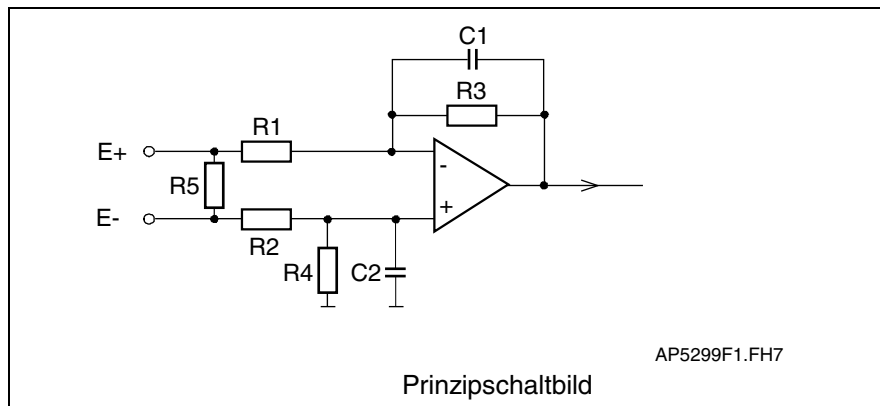 C1
R3
E+
R1
-
R5
E-
R2
+
R4
C2
AP5299F1.FH7
Prinzipschaltbild